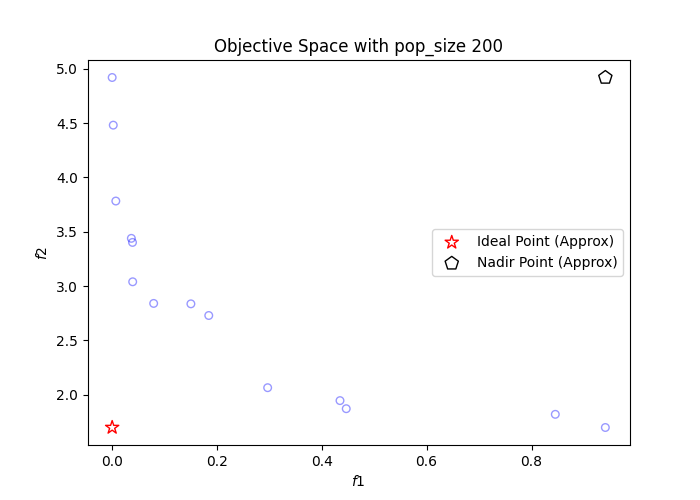 Objective Space with pop_size 200
5.0
4.5
4.0
3.5
3.0
2.5
2.0
f2
Ideal Point (Approx)
Nadir Point (Approx)
0.0 0.2 0.4 0.6 0.8
f1